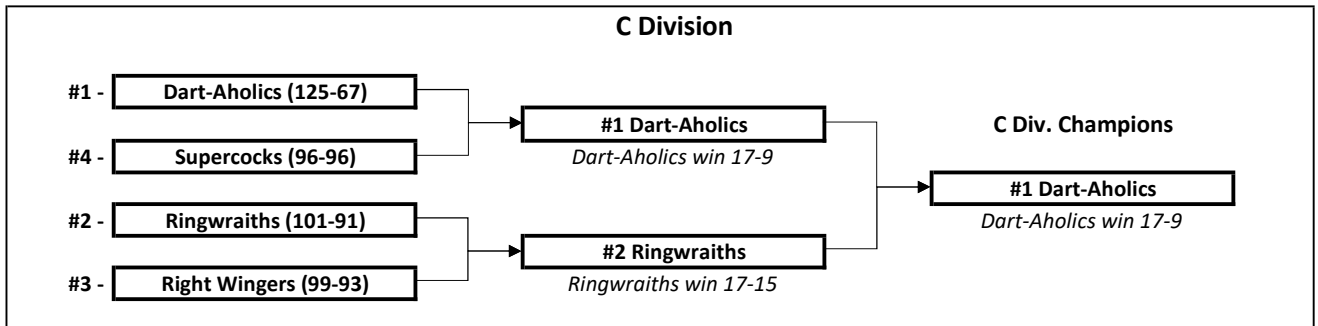 C Division
#1 - Dart-Aholics (125-67)
#4 - Supercocks (96-96)
#2 - Ringwraiths (101-91)
#3 - Right Wingers (99-93)
#1 Dart-Aholics
Dart-Aholics win 17-9
#2 Ringwraiths
Ringwraiths win 17-15
C Div. Champions
#1 Dart-Aholics
Dart-Aholics win 17-9